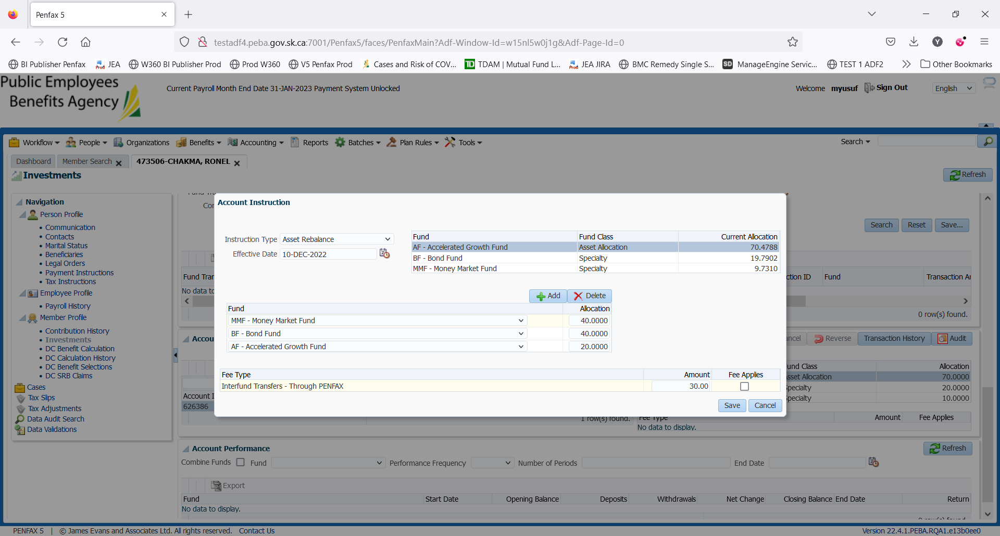 Penfax 5
testadf4.peba.gov.sk.ca:7001/Penfax5/faces/PenfaxMain?Adf-Window-Id=w15nl5w0j1g&Adf-Page-Id=0
BI Publisher Penfax JEA W360 BI Publisher Prod Prod W360 V5 Penfax Prod Cases and Risk of COV... TD TDAM | Mutual Fund L... JEA JIRA BMC Remedy Single S... SD ManageEngine Servic... TEST 1 ADF2 Other Bookmarks
Public Employees
Benefits Agency
Current Payroll Month End Date 31-JAN-2023 Payment System Unlocked
Welcome myusuf Sign Out English
Workflow People Organizations Benefits Accounting Reports Batches Plan Rules Tools Search
Dashboard Member Search 473506-CHAKMA, RONEL
Investments Refresh
Navigation
Person Profile
Communication
Contacts
Marital Status
Beneficiaries
Legal Orders
Payment Instructions
Tax Instructions
Employee Profile
Payroll History
Member Profile
Contribution History
Investments
DC Benefit Calculation
DC Calculation History
DC Benefit Selections
DC SRB Claims
Cases
Tax Slips
Tax Adjustments
Data Audit Search
Data Validations
Search Reset Save...
Fund Tran
No data to
ction ID Fund Transaction Ar
0 row(s) found.
Accou
ncel Reverse Transaction History Audit
Account I
626386
und Class Allocation
sset Allocation 70.0000
pecialty 20.0000
pecialty 10.0000
1 row(s) found.
Fee Type Amount Fee Applies
No data to display.
Account Instruction
Instruction Type Asset Rebalance
Effective Date 10-DEC-2022
Fund Fund Class Current Allocation
AF - Accelerated Growth Fund Asset Allocation 70.4788
BF - Bond Fund Specialty 19.7902
MMF - Money Market Fund Specialty 9.7310
Add Delete
Fund Allocation
MMF - Money Market Fund 40.0000
BF - Bond Fund 40.0000
AF - Accelerated Growth Fund 20.0000
Fee Type Amount Fee Applies
Interfund Transfers - Through PENFAX 30.00
Save Cancel
Account Performance Refresh
Combine Funds Fund Performance Frequency Number of Periods End Date
Export
Fund Start Date Opening Balance Deposits Withdrawals Net Change Closing Balance End Date Return
No data to display.
PENFAX 5 | © James Evans and Associates Ltd. All rights reserved. Contact Us
Version 22.4.1.PEBA.RQA1.e13b0ee0